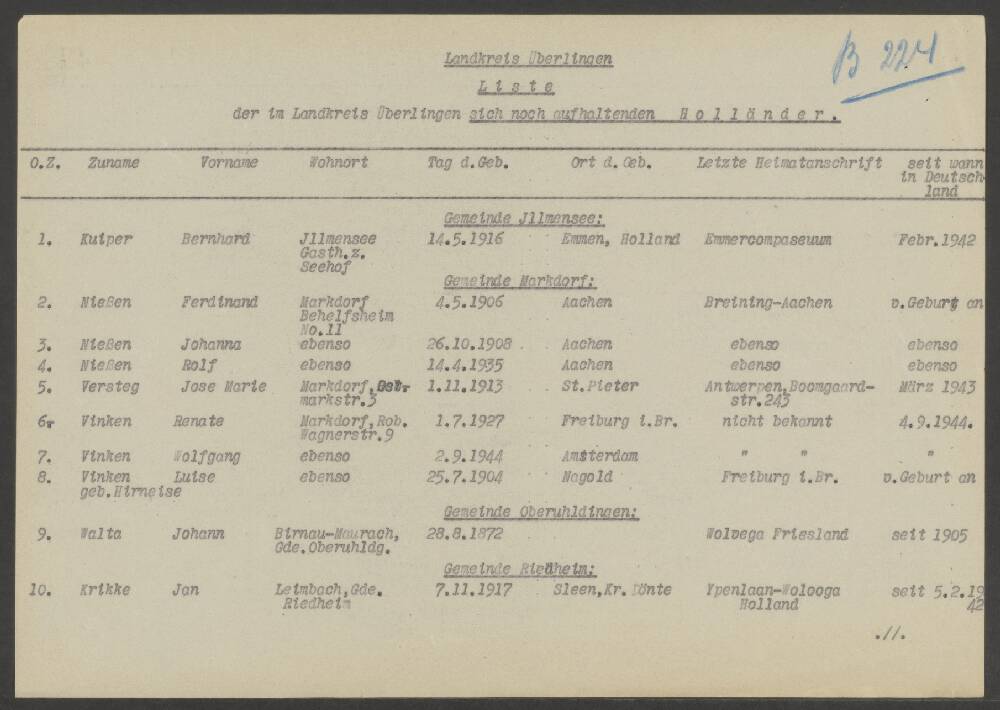 B 224
Landkreis Überlingen
L i s t e
der im Landkreis Überlingen sich noch aufhaltenden H o l l ä n d e r .
O.Z. Zuname Vorname Wohnort Tag d.Geb. Ort d. Geb. Letzte Heimatanschrift seit wann
in Deutsch
land
Gemeinde Jllmensee:
1. Kuiper Bernhard Jllmensee 14.5.1916 Emmen, Holland Emmercompaseuum Febr.1942
Gasth.z.
Seehof
Gemeinde Markdorf:
2. Nießen Ferdinand Markdorf 4.5.1906 Aachen Breining-Aachen v.Geburt an
Behelfsheim
No.11
3. Nießen Johanna ebenso 26.10.1908 Aachen ebenso ebenso
4. Nießen Rolf ebenso 14.4.1935 Aachen ebenso ebenso
5. Versteg Jose Marie Markdorf, 1.11.1913 St.Pieter Antwerpen,Boomgaard- März 1943
markstr.3 str.243
6. Vinken Renate Markdorf,Rob. 1.7.1927 Freiburg i.Br. nicht bekannt 4.9.1944.
Wagnerstr.9
7. Vinken Wolfgang ebenso 2.9.1944 Amsterdam " " "
8. Vinken Luise ebenso 25.7.1904 Nagold Freiburg i.Br. v.Geburt an
geb.Hirneise
Gemeinde Oberuhldingen:
9. Walta Johann Birnau-Maurach, 28.8.1872 Wolvega Friesland seit 1905
Gde.Oberuhldg.
Gemeinde Riedheim:
10. Krikke Jan Leimbach,Gde. 7.11.1917 Sleen,Kr. Ypenlaan-Wolooga seit 5.2.19
Riedheim Holland 42
.//.